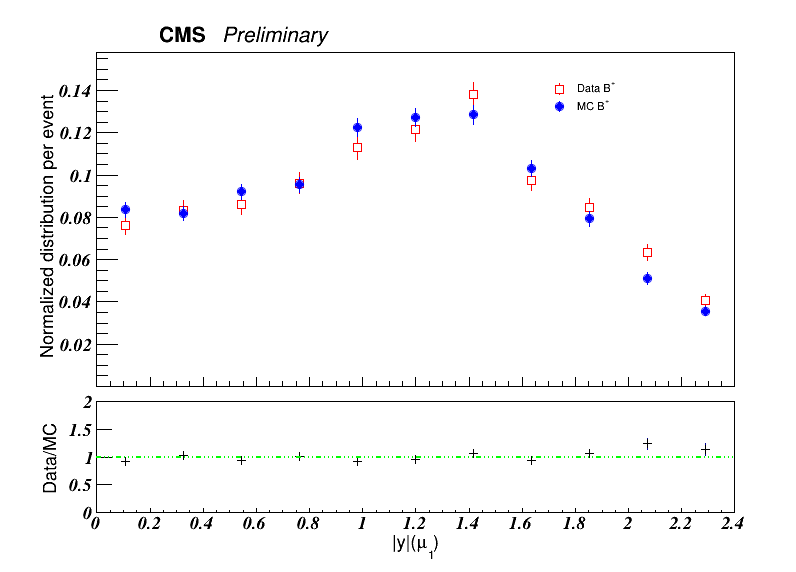 CMS Preliminary
Normalized distribution per event
0.14
0.12
0.1
0.08
0.06
0.04
0.02
Data B⁺
MC B⁺
Data/MC
2
1.5
1
0.5
0
0 0.2 0.4 0.6 0.8 1 1.2 1.4 1.6 1.8 2 2.2 2.4
|y|(μ₁)